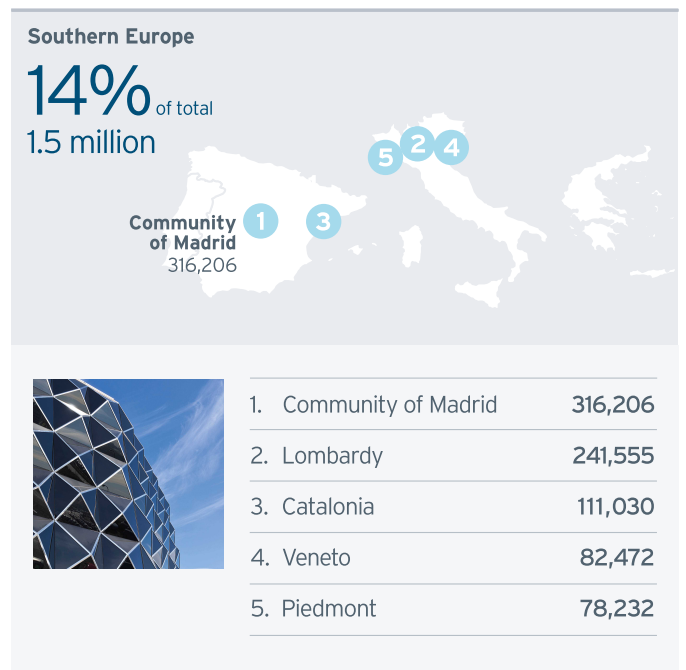 Southern Europe
14% of total
1.5 million
5 2 4
Community
of Madrid
316,206
1 3
1. Community of Madrid 316,206
2. Lombardy 241,555
3. Catalonia 111,030
4. Veneto 82,472
5. Piedmont 78,232